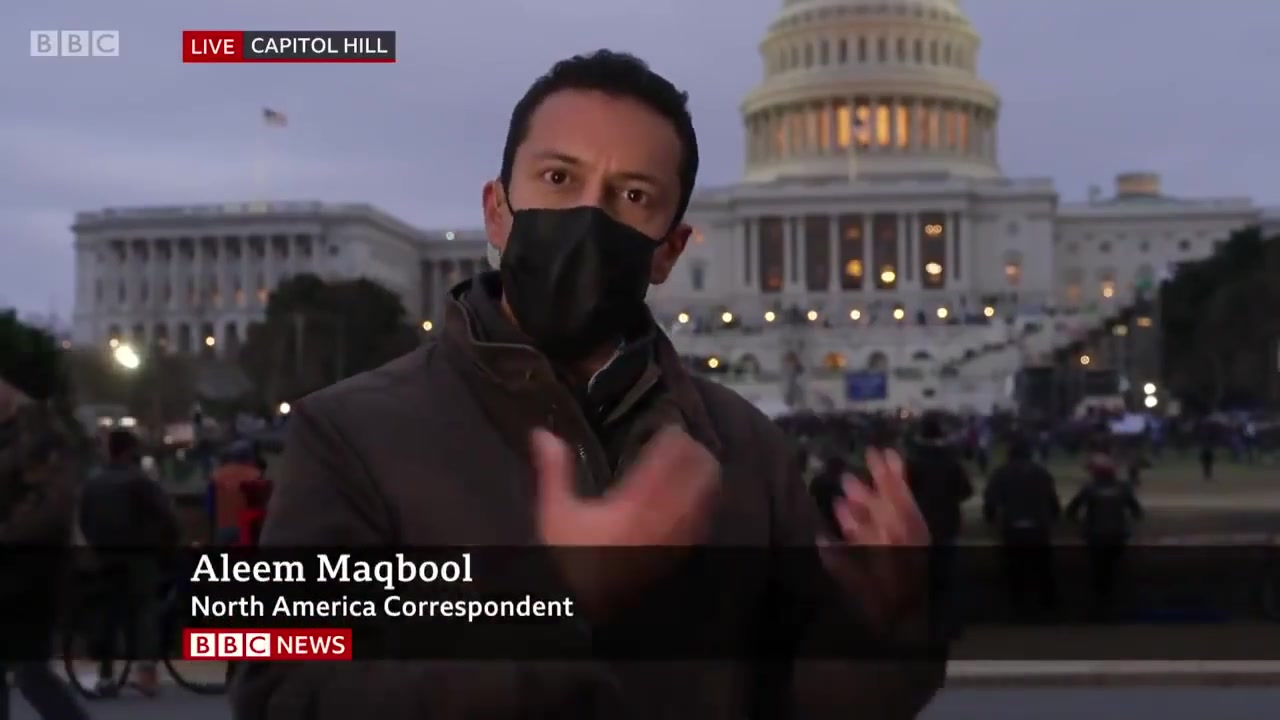 BBC
LIVE CAPITOL HILL
Aleem Maqbool
North America Correspondent
BBC NEWS